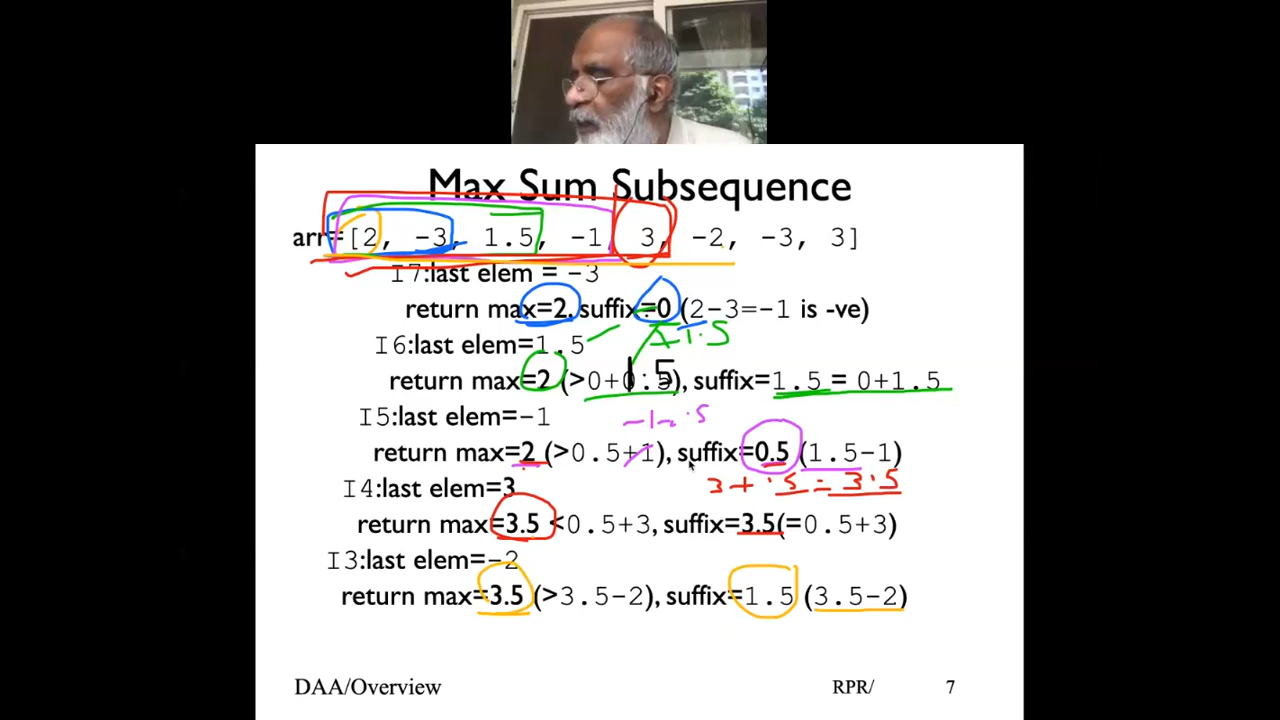 Max Sum Subsequence
arr=[2, -3, 1.5, -1, 3, -2, -3, 3]
I7:last elem = -3
return max=2, suffix=0 (2-3=-1 is -ve)
1.5
I6:last elem=1.5
1.5
return max=2 (>0+0.5), suffix=1.5 = 0+1.5
I5:last elem=-1
return max=2 (>0.5+1), suffix=0.5 (1.5-1)
3 + .5 = 3.5
I4:last elem=3
return max=3.5 <0.5+3, suffix=3.5(=0.5+3)
I3:last elem=-2
return max=3.5 (>3.5-2), suffix=1.5 (3.5-2)
DAA/Overview
RPR/
7